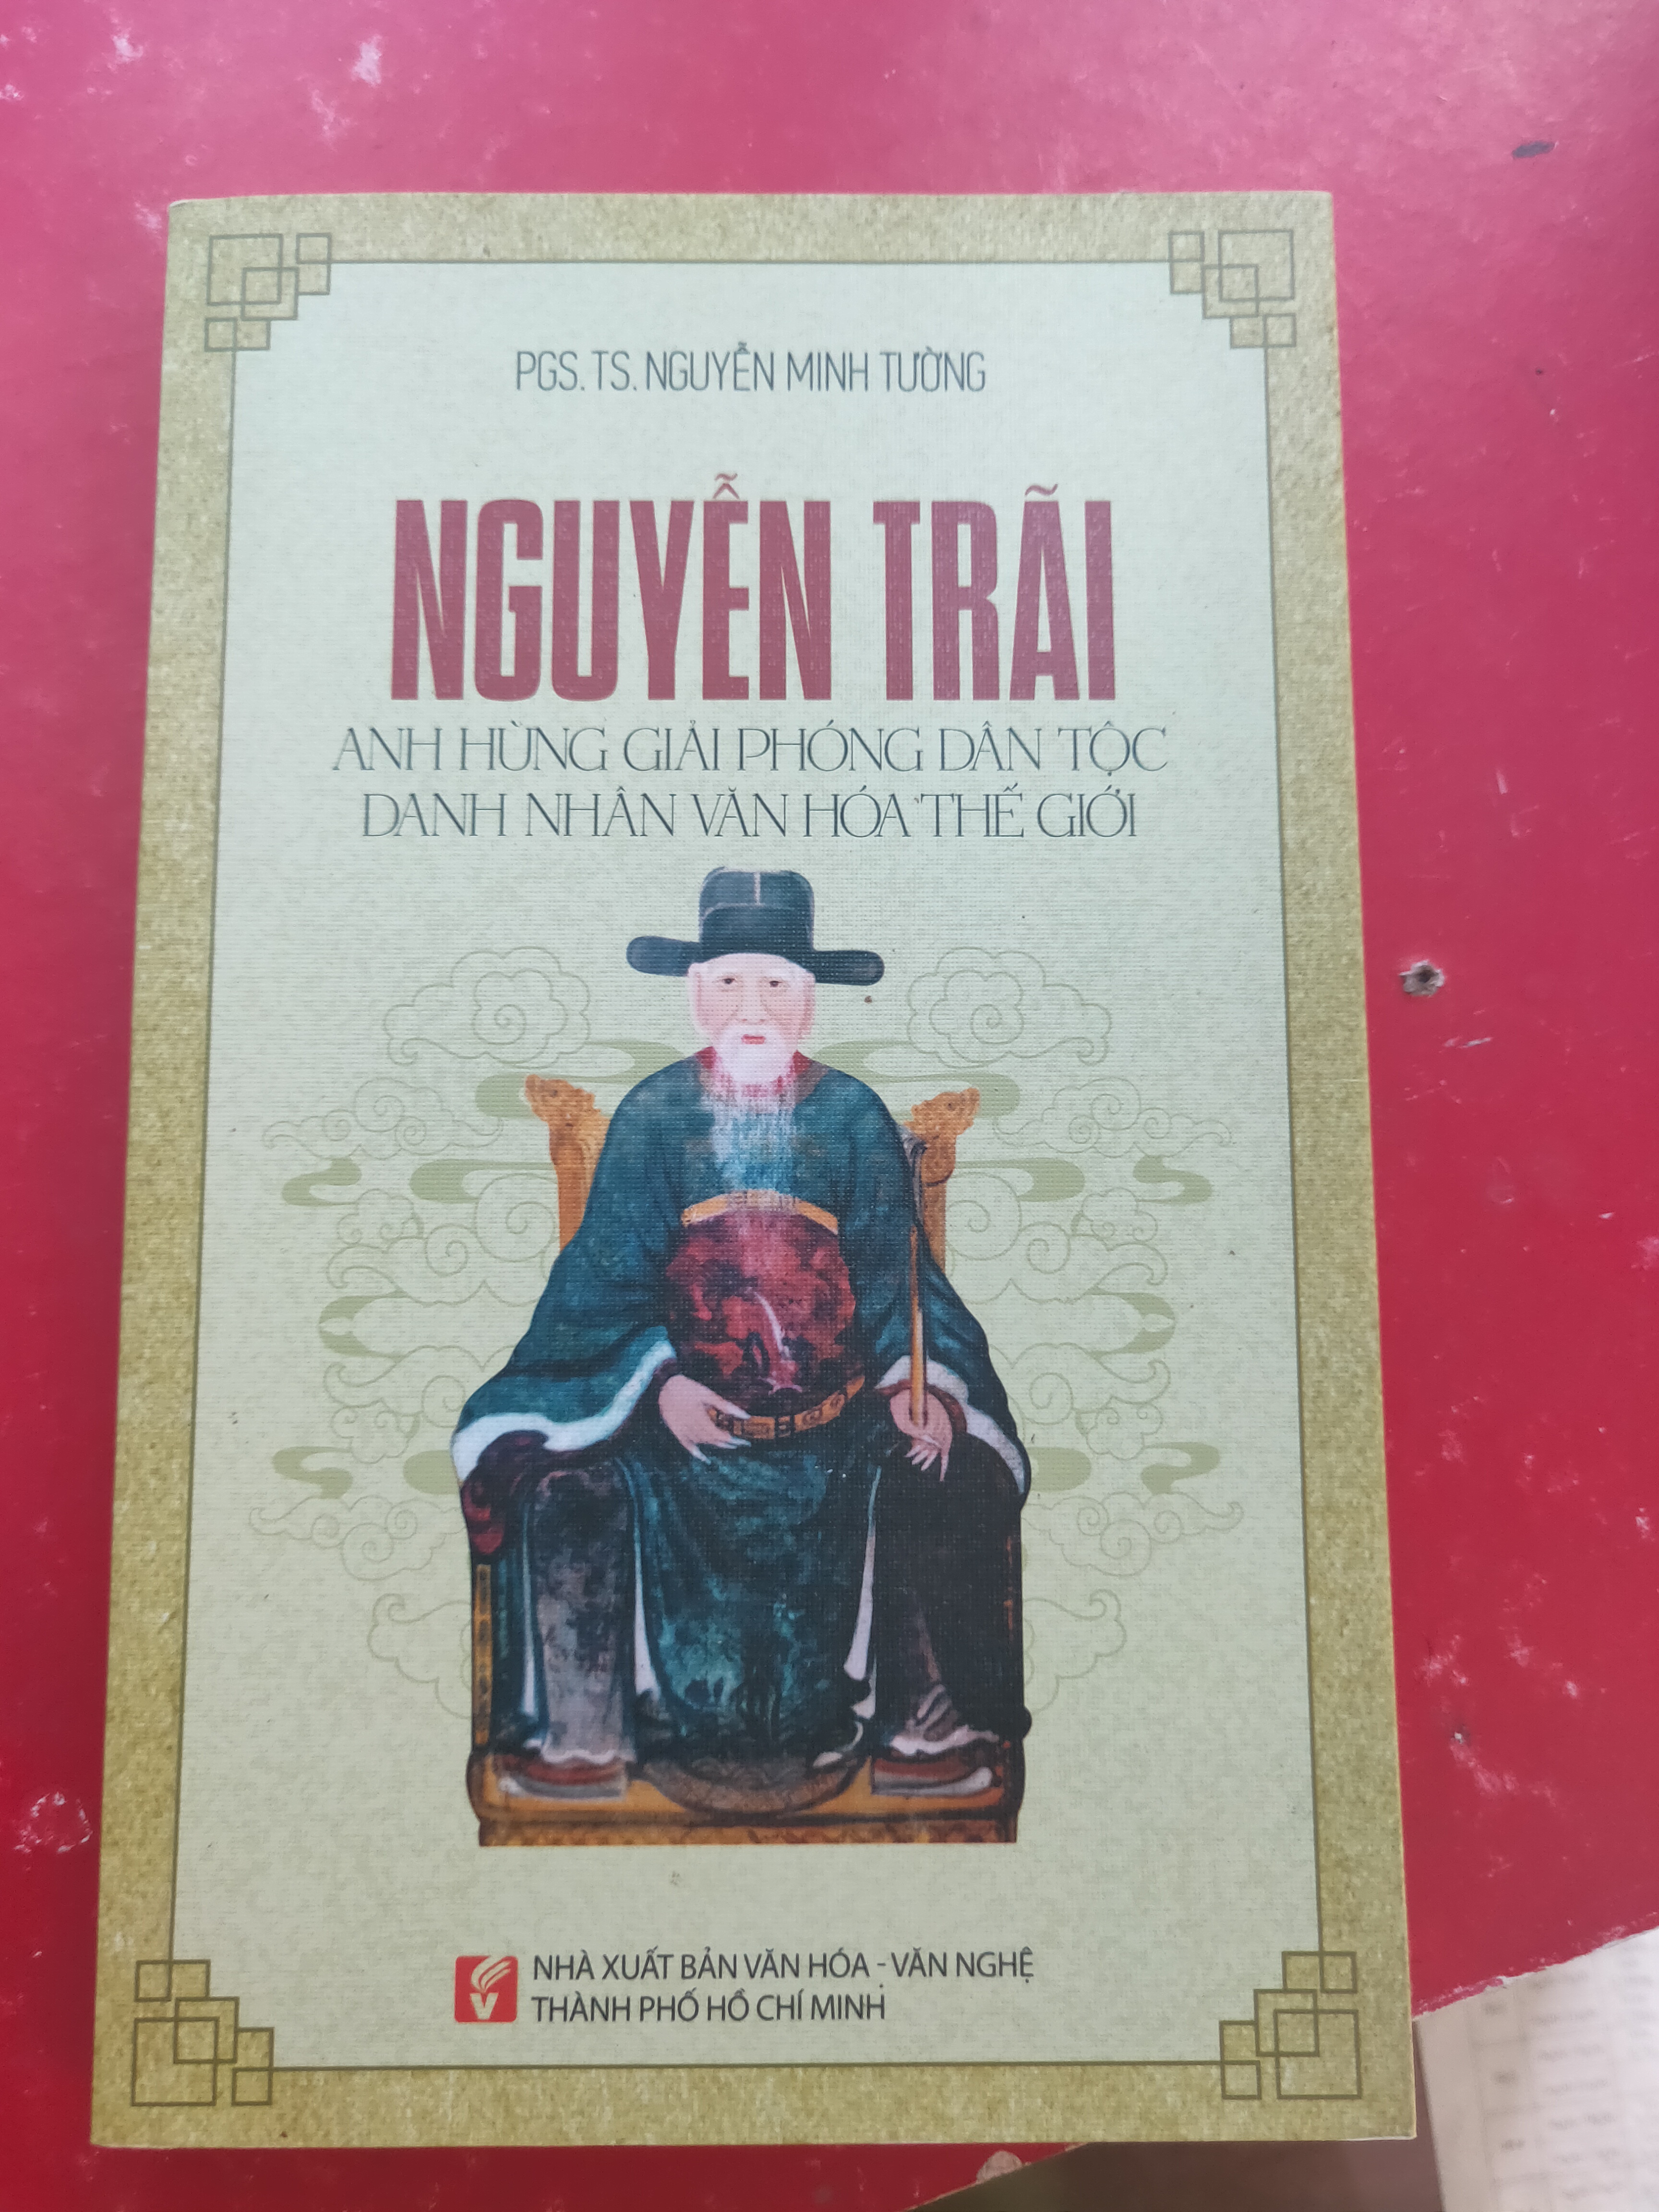 PGS. TS. NGUYỄN MINH TƯỜNG
NGUYỄN TRÃI
ANH HÙNG GIẢI PHÓNG DÂN TỘC
DANH NHÂN VĂN HÓA THẾ GIỚI
NHÀ XUẤT BẢN VĂN HÓA - VĂN NGHỆ
THÀNH PHỐ HỒ CHÍ MINH